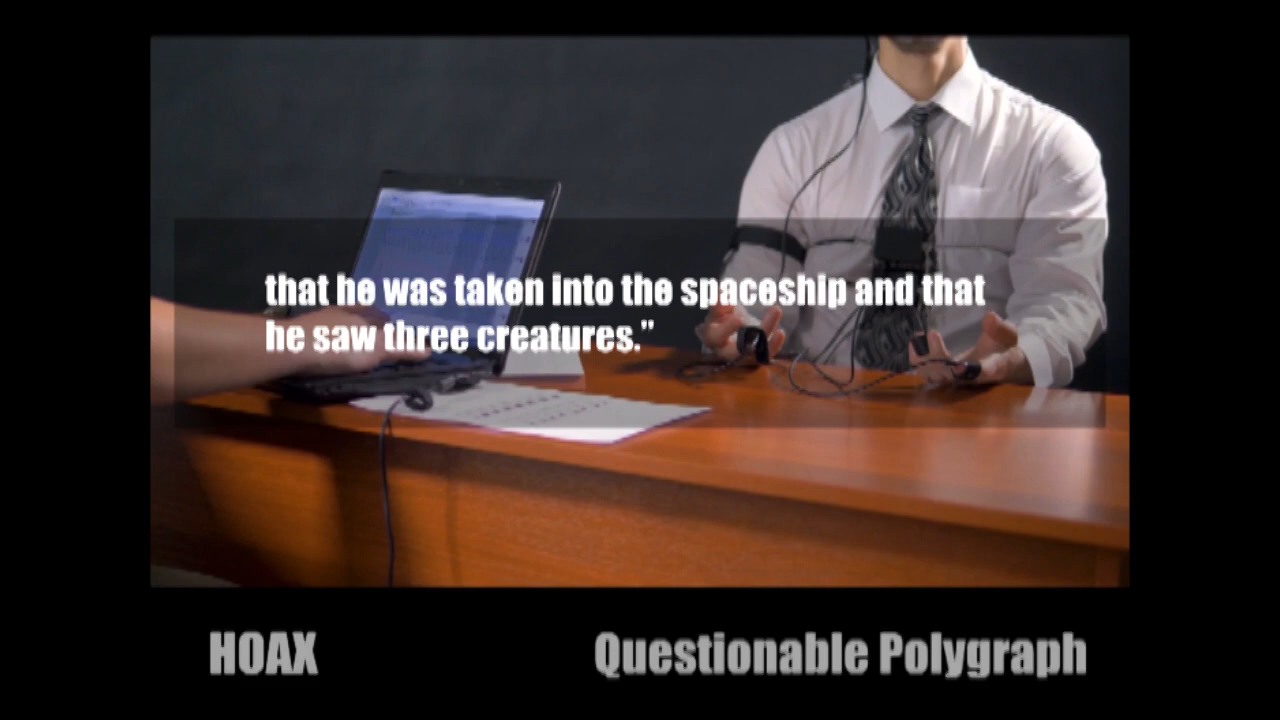 that he was taken into the spaceship and that
he saw three creatures.”
HOAX
Questionable Polygraph